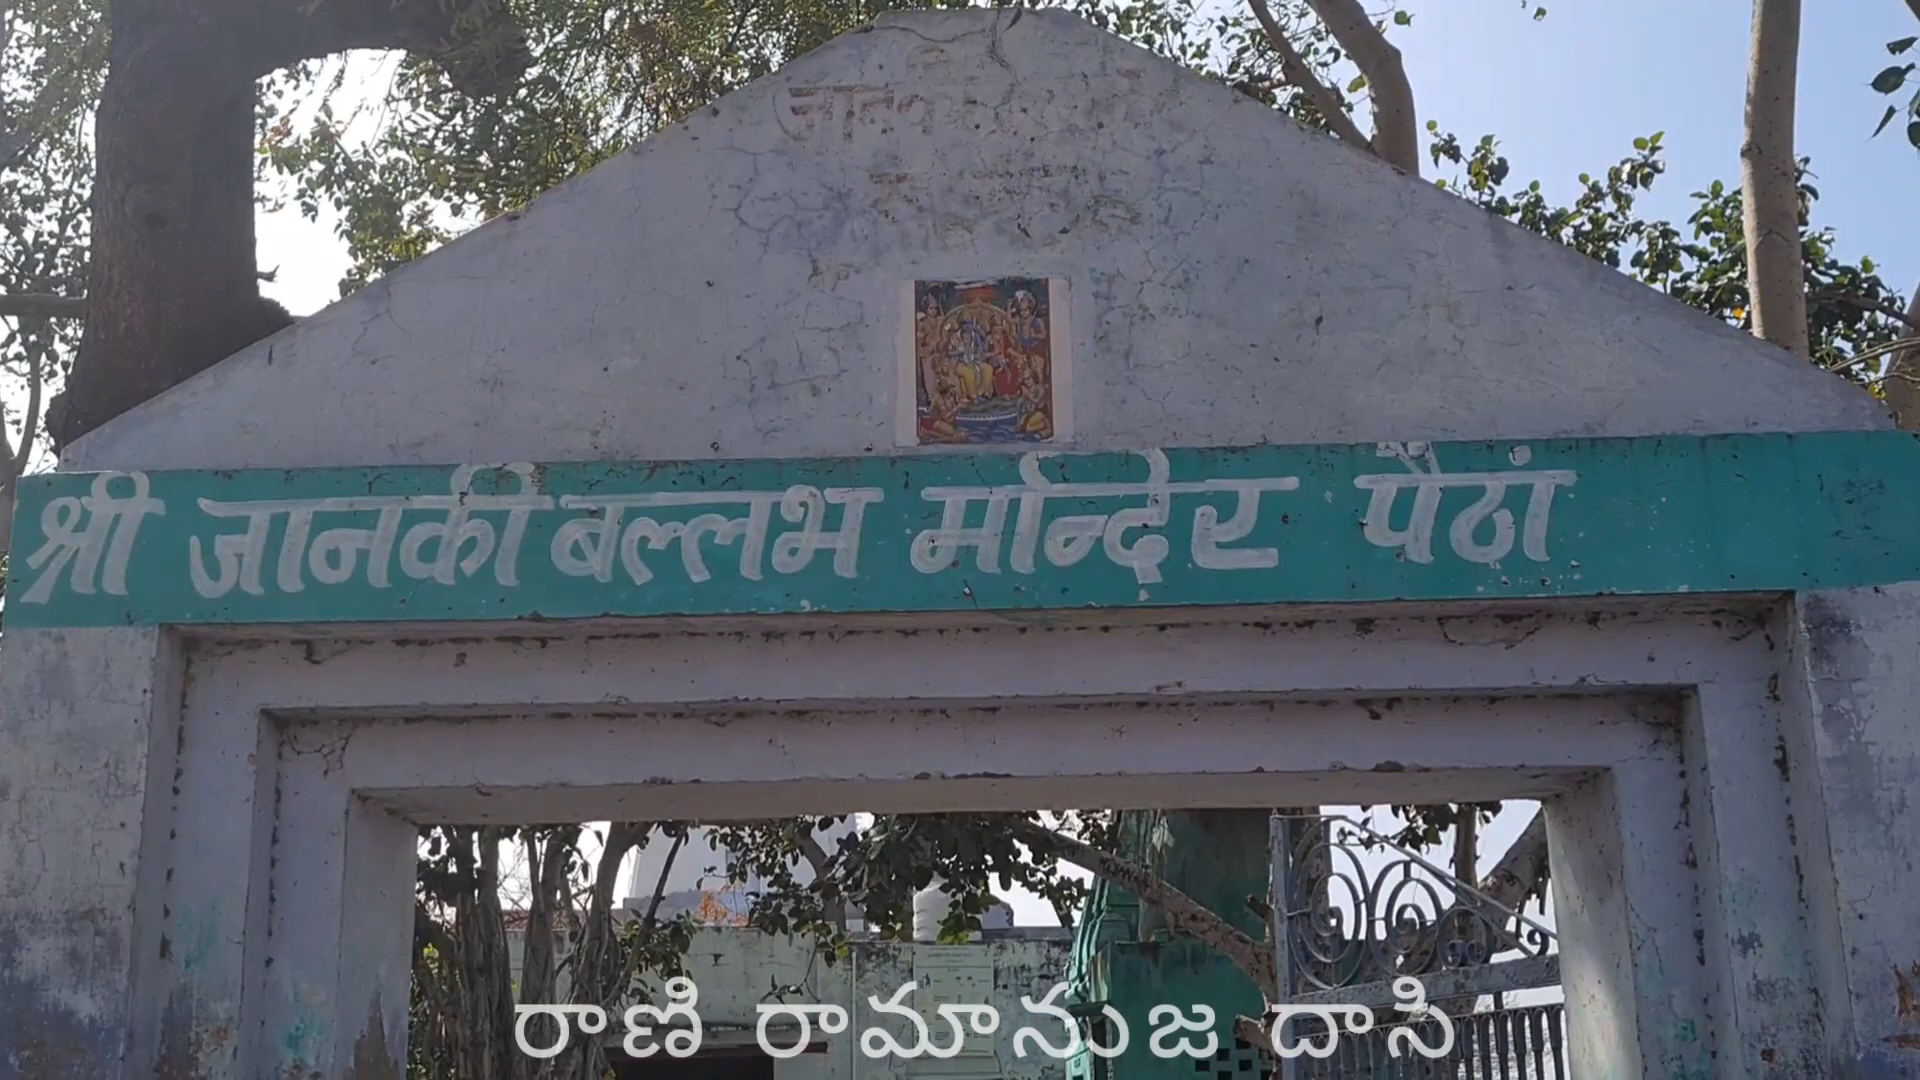 श्री जानकी बल्लभ मन्दिर पैठां
రాణి రామానుజ దాసి